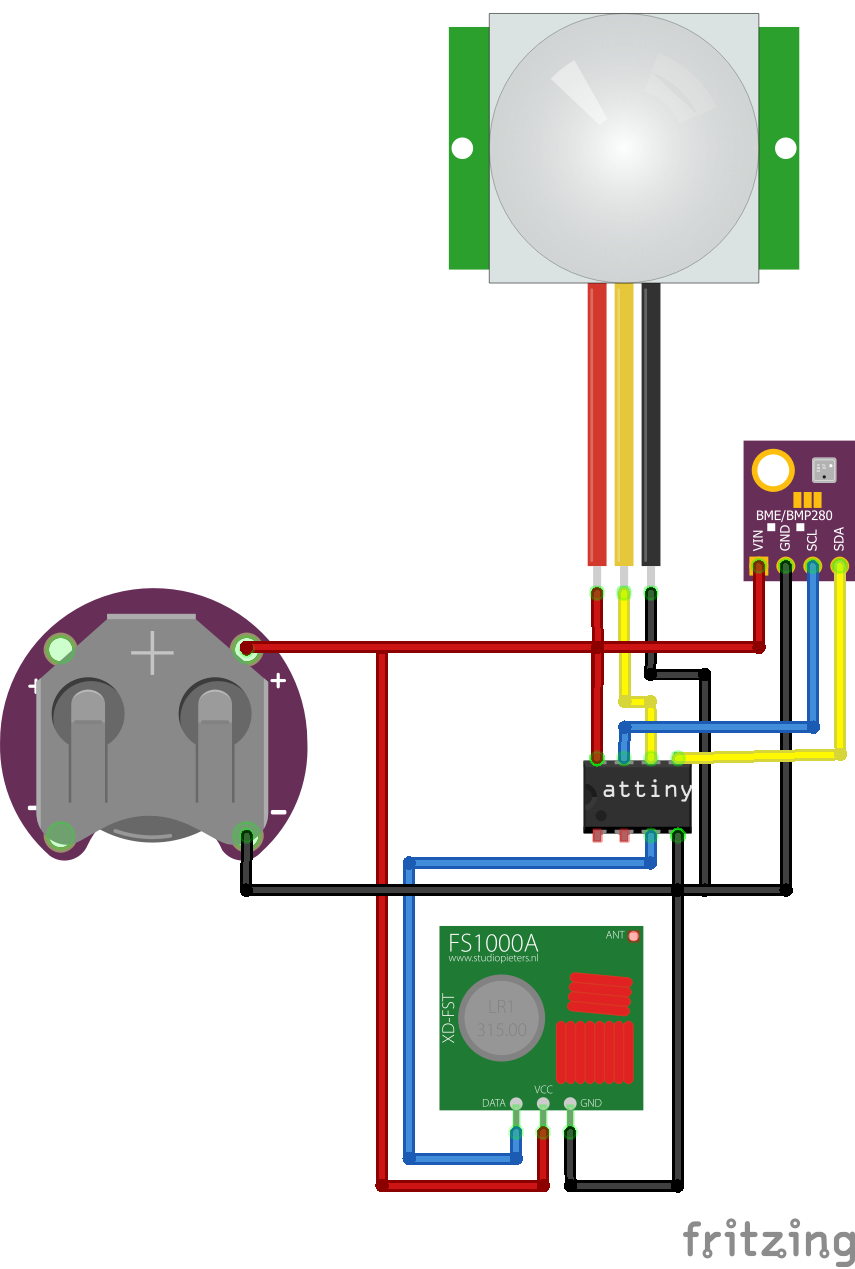 BME/BMP280
VIN
GND
SCL
SDA
+
+
+
-
-
attiny
FS1000A
www.studiopieters.nl
ANT
XD-FST
LR1
315.00
VCC
DATA
GND
fritzing